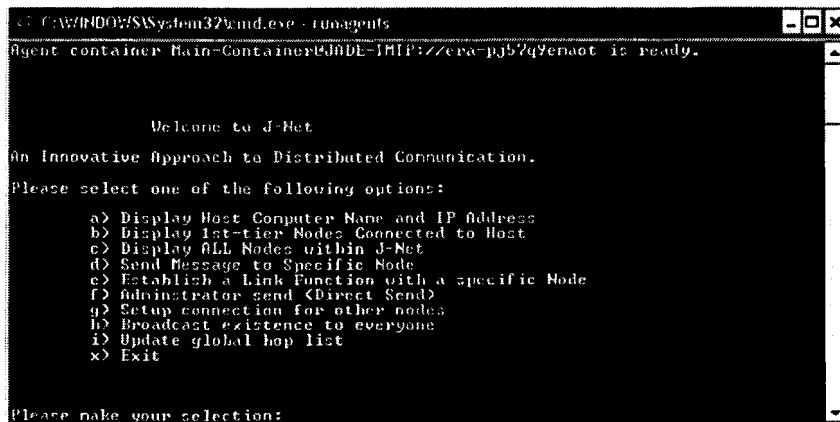 C:\WINDOWS\System32\cmd.exe - runagents
Agent container Main-Container@JADE-IMTP://era-pj57q9emaot is ready.
Welcome to J-Net
An Innovative Approach to Distributed Communication.
Please select one of the following options:
a) Display Host Computer Name and IP Address
b) Display 1st-tier Nodes Connected to Host
c) Display ALL Nodes within J-Net
d) Send Message to Specific Node
e) Establish a Link Function with a specific Node
f) Adminstrator send (Direct Send)
g) Setup connection for other nodes
h) Broadcast existence to everyone
i) Update global hop list
x) Exit
Please make your selection: